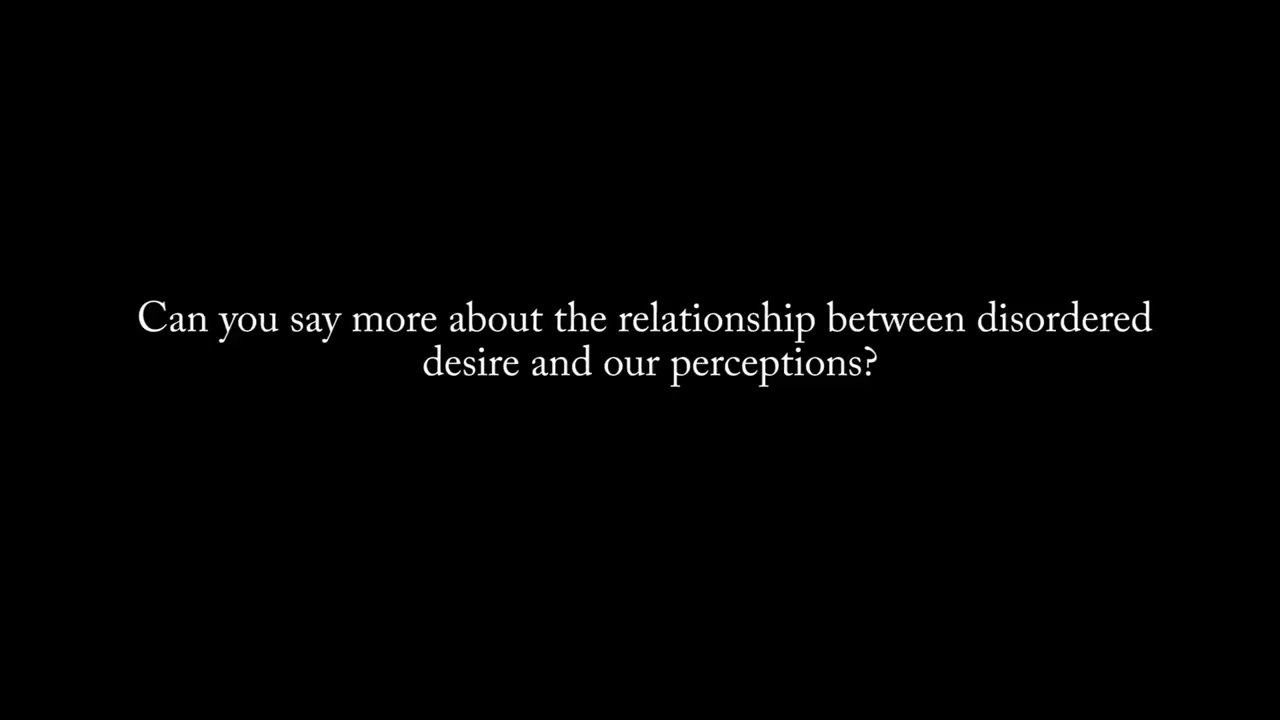 Can you say more about the relationship between disordered
desire and our perceptions?